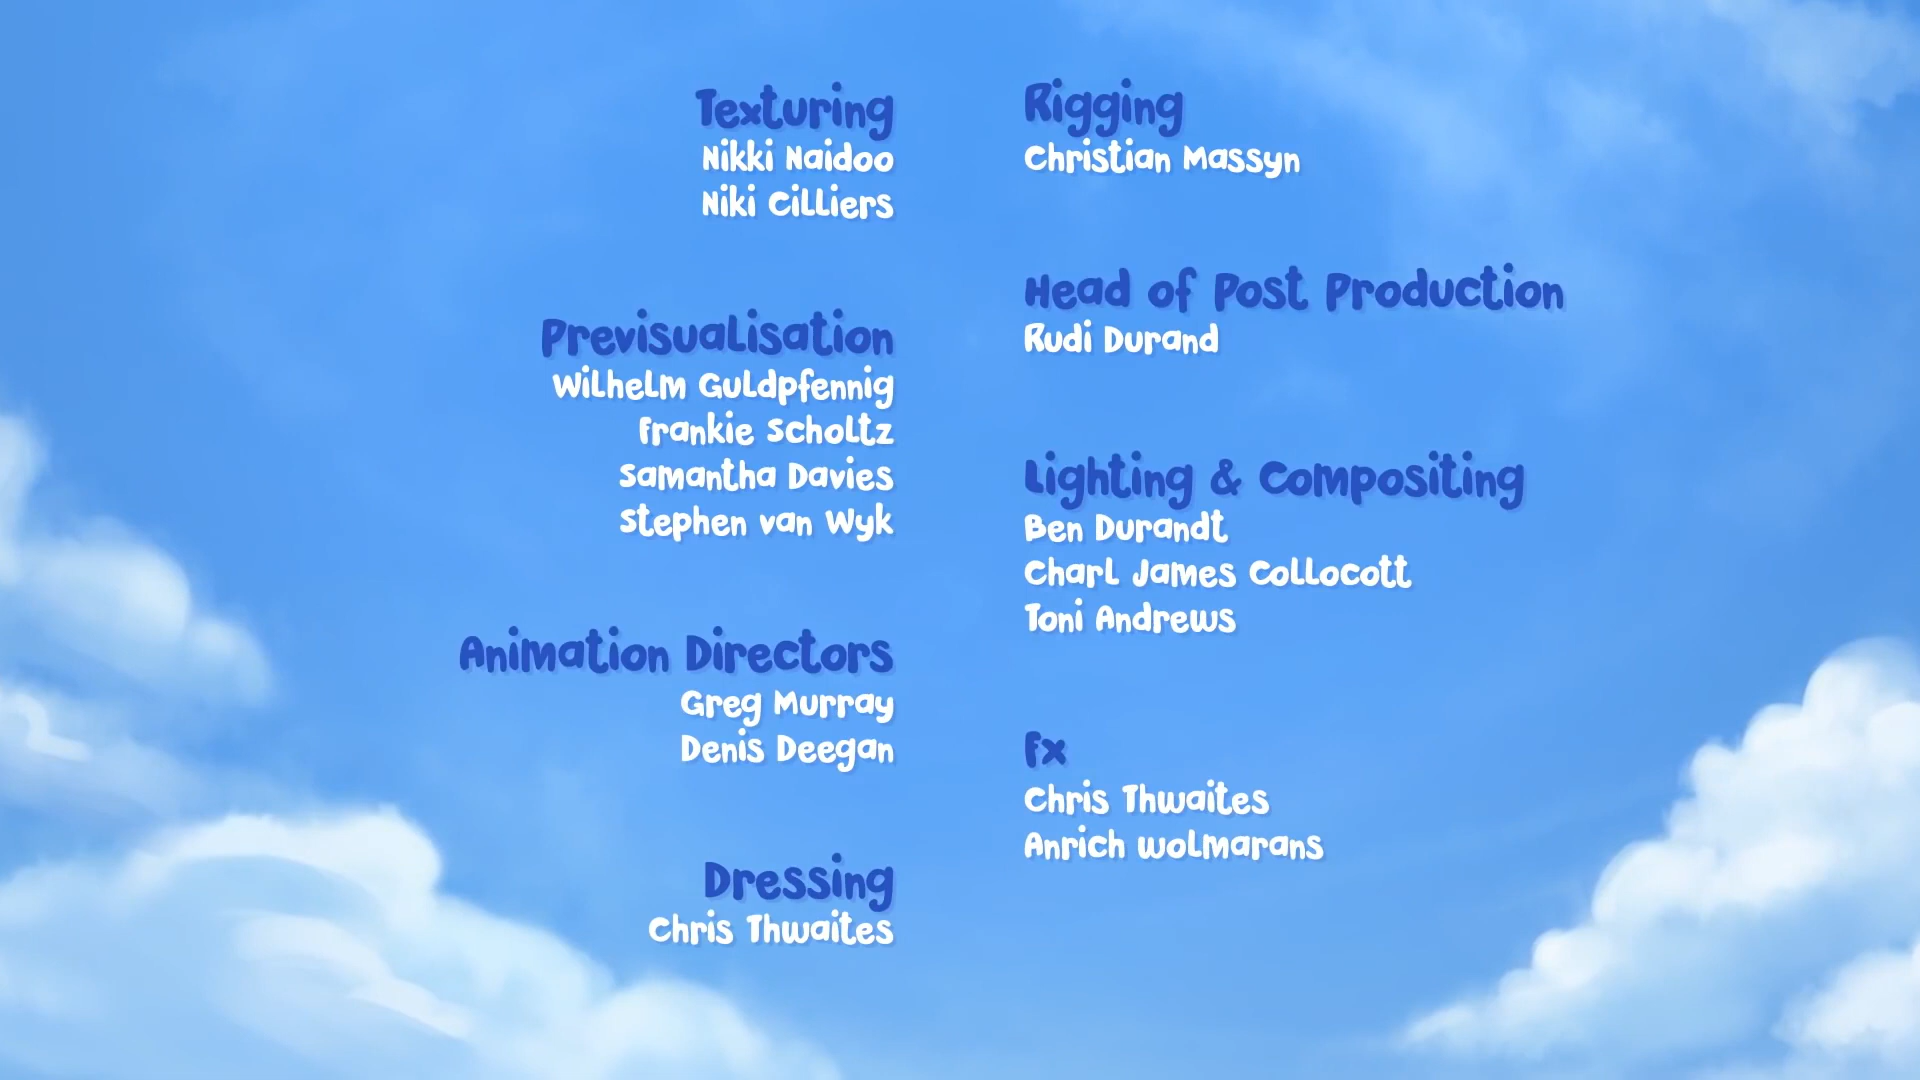 Texturing
Nikki Naidoo
Niki Cilliers
Previsualisation
Wilhelm Guldpfennig
Frankie Scholtz
Samantha Davies
Stephen van Wyk
Animation Directors
Greg Murray
Denis Deegan
Dressing
Chris Thwaites
Rigging
Christian Massyn
Head of Post Production
Rudi Durand
Lighting & Compositing
Ben Durandt
Charl James Collocott
Toni Andrews
Fx
Chris Thwaites
Anrich wolmarans